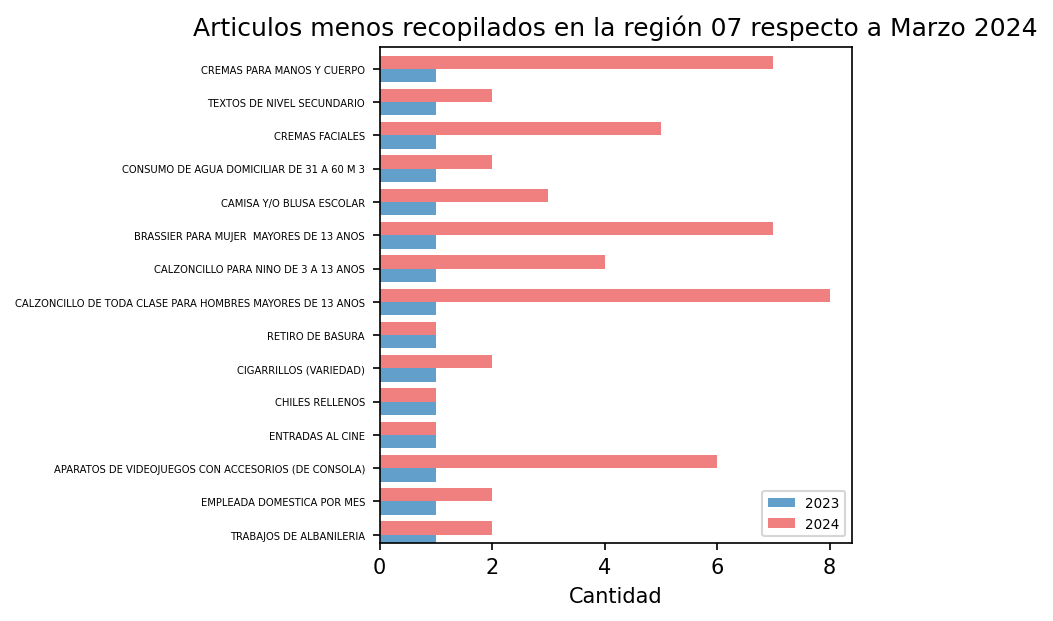 Articulos menos recopilados en la región 07 respecto a Marzo 2024
CREMAS PARA MANOS Y CUERPO
TEXTOS DE NIVEL SECUNDARIO
CREMAS FACIALES
CONSUMO DE AGUA DOMICILIAR DE 31 A 60 M 3
CAMISA Y/O BLUSA ESCOLAR
BRASSIER PARA MUJER  MAYORES DE 13 ANOS
CALZONCILLO PARA NINO DE 3 A 13 ANOS
CALZONCILLO DE TODA CLASE PARA HOMBRES MAYORES DE 13 ANOS
RETIRO DE BASURA
CIGARRILLOS (VARIEDAD)
CHILES RELLENOS
ENTRADAS AL CINE
APARATOS DE VIDEOJUEGOS CON ACCESORIOS (DE CONSOLA)
EMPLEADA DOMESTICA POR MES
TRABAJOS DE ALBANILERIA
2023
2024
0 2 4 6 8
Cantidad